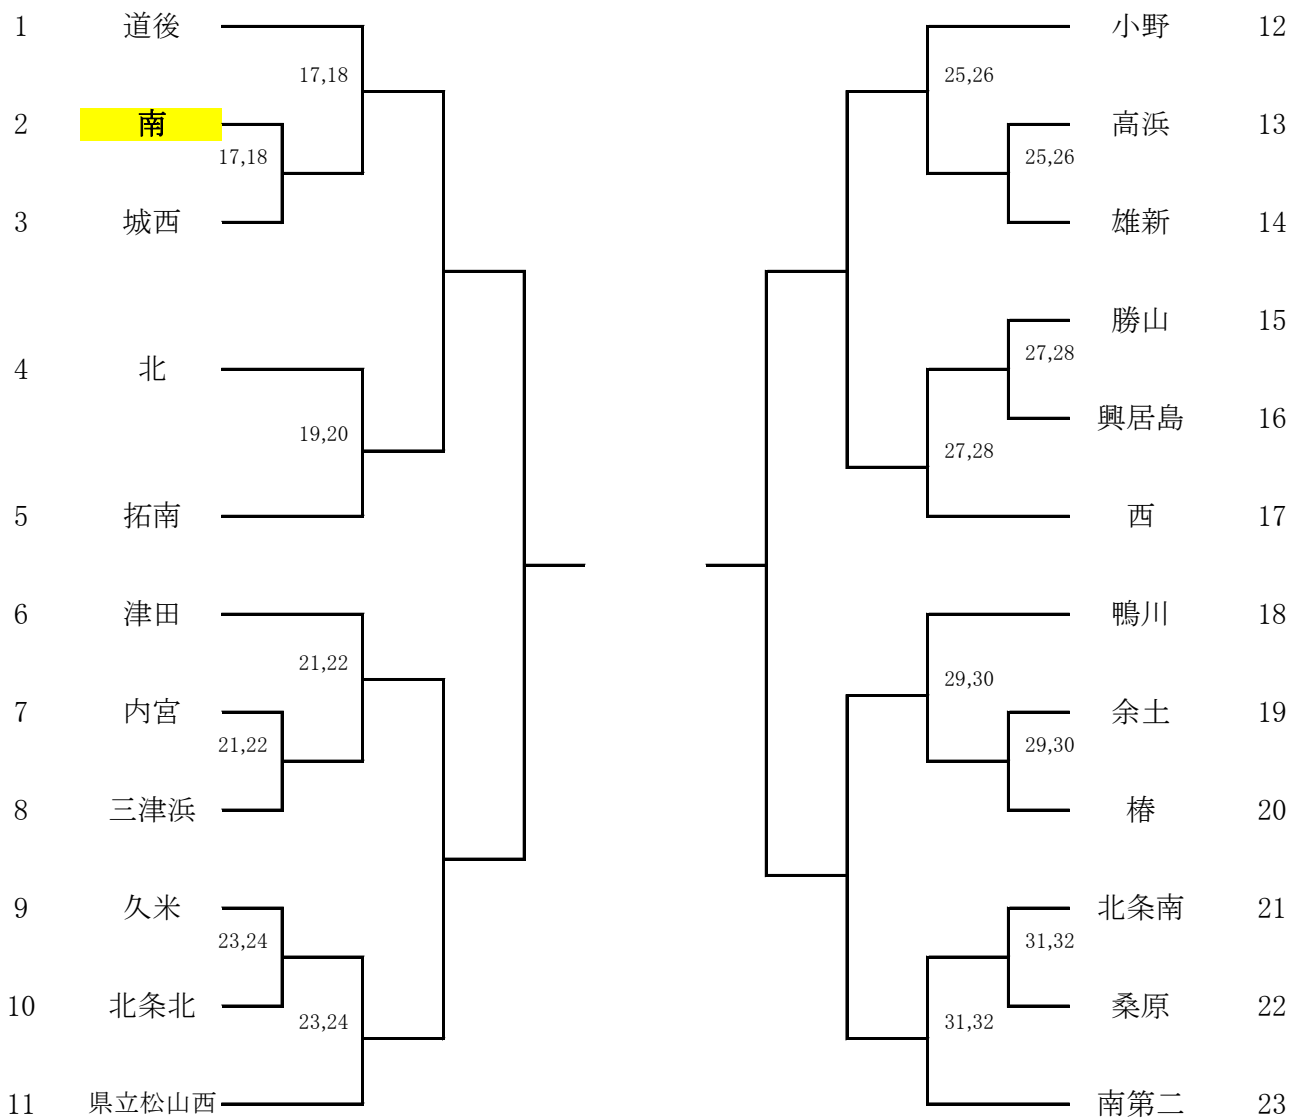 1 道後 小野 12
17,18 25,26
2 南 高浜 13
17,18 25,26
3 城西 雄新 14
勝山 15
27,28
4 北 興居島 16
19,20 27,28
5 拓南 西 17
6 津田 鴨川 18
21,22 29,30
7 内宮 余土 19
21,22 29,30
8 三津浜 椿 20
9 久米 北条南 21
23,24 31,32
10 北条北 桑原 22
23,24 31,32
11 県立松山西 南第二 23